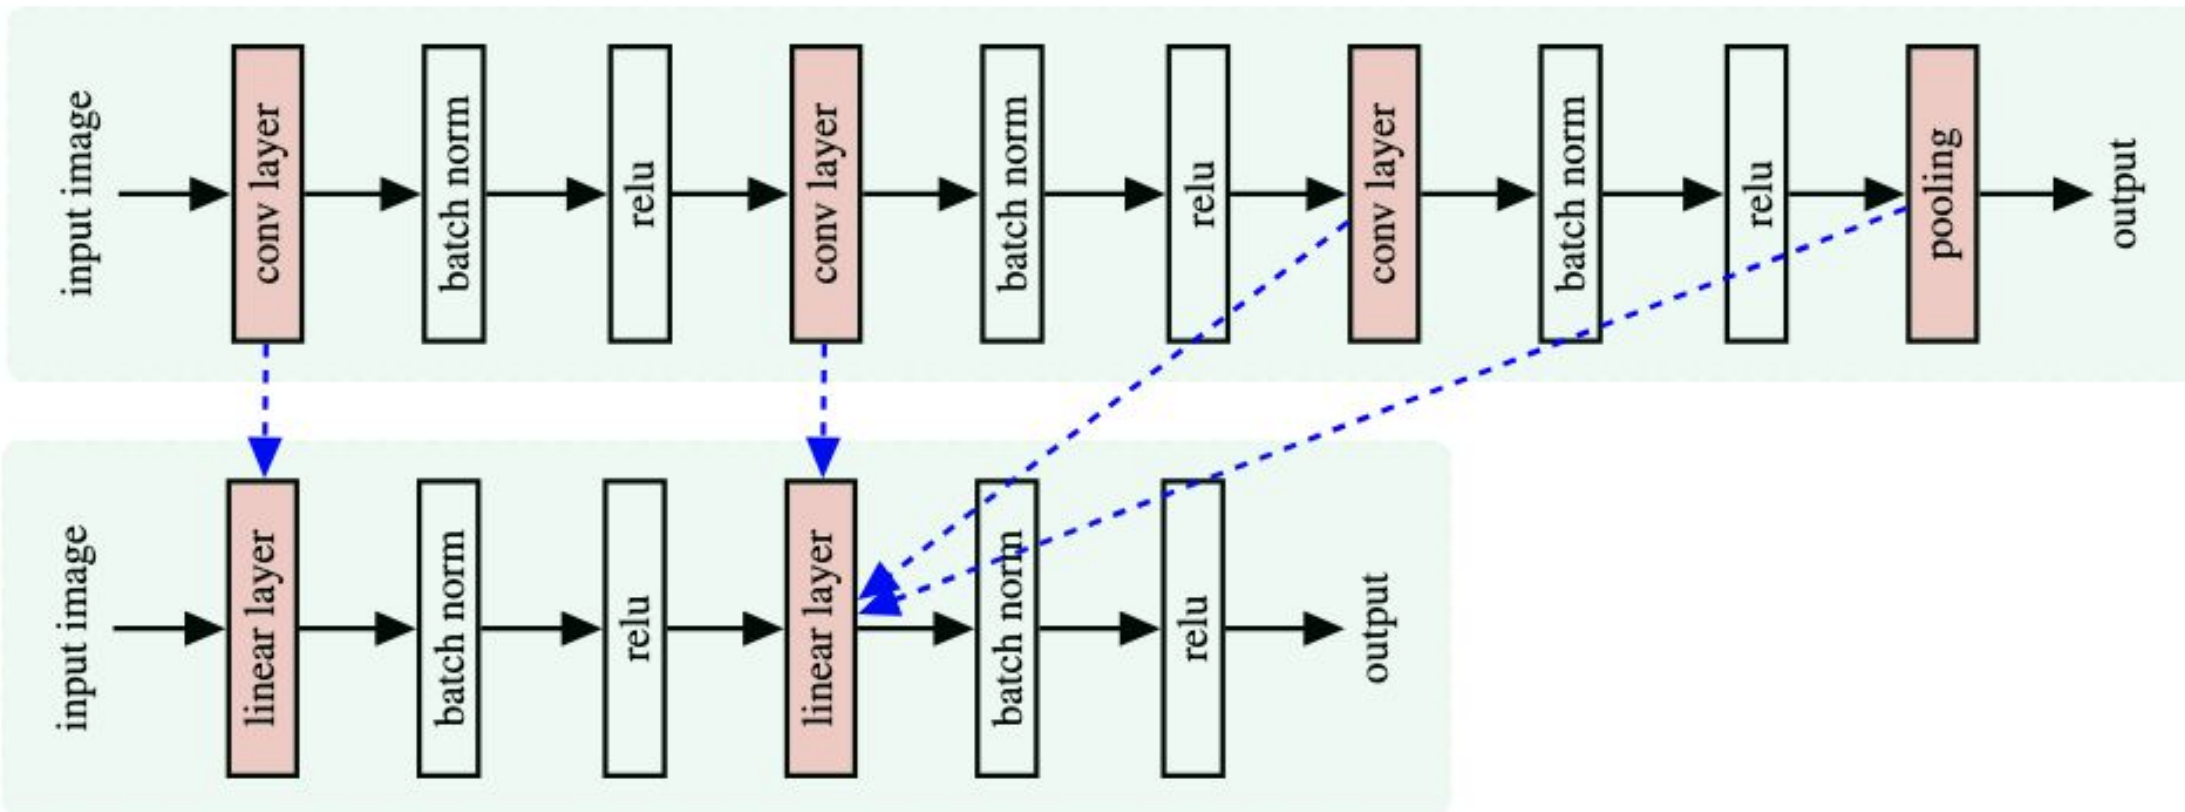 input image
conv layer
batch norm
relu
conv layer
batch norm
relu
conv layer
batch norm
relu
pooling
output
input image
linear layer
batch norm
relu
linear layer
batch norm
relu
output